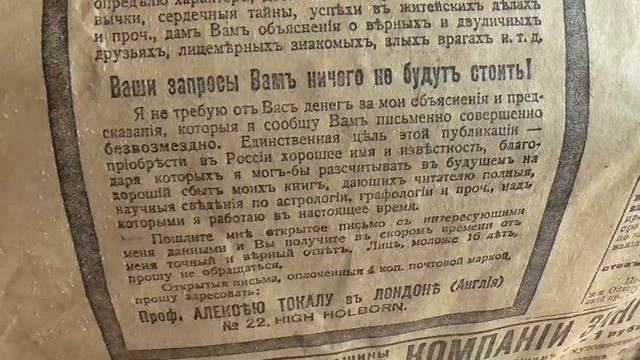 опредѣлю характеръ,
вычки, сердечныя тайны, успѣхи въ житейскихъ дѣлахъ
и проч., дамъ Вамъ объясненія о вѣрныхъ и двуличныхъ
друзьяхъ, лицемѣрныхъ знакомыхъ, злыхъ врагахъ и. т. д.
Ваши запросы Вамъ ничего не будутъ стоить!
Я не требую отъ Васъ денегъ за мои объясненія и пред-
сказанія, которыя я сообщу Вамъ письменно совершенно
безвозмездно. Единственная цѣль этой публикаціи —
пріобрѣсти въ Россіи хорошее имя и извѣстность, благо-
даря которыхъ я могъ-бы разсчитывать въ будущемъ на
хорошій сбытъ моихъ книгъ, дающихъ читателю полныя,
научныя свѣдѣнія по астрологіи, графологіи и проч., надъ
которыми я работаю въ настоящее время.
Пошлите мнѣ открытое письмо съ интересующими
меня данными и Вы получите въ скоромъ времени отъ
меня точный и вѣрный отвѣтъ. Лицъ, моложе 16 лѣтъ,
прошу не обращаться.
Открытыя письма, оплоченныя 4 коп. почтовой маркой,
прошу адресовать:
Проф. АЛЕКСѢЮ ТОКАЛУ въ ЛОНДОНѢ (Англія)
№ 22. HIGH HOLBORN.
КОМПАНІИ